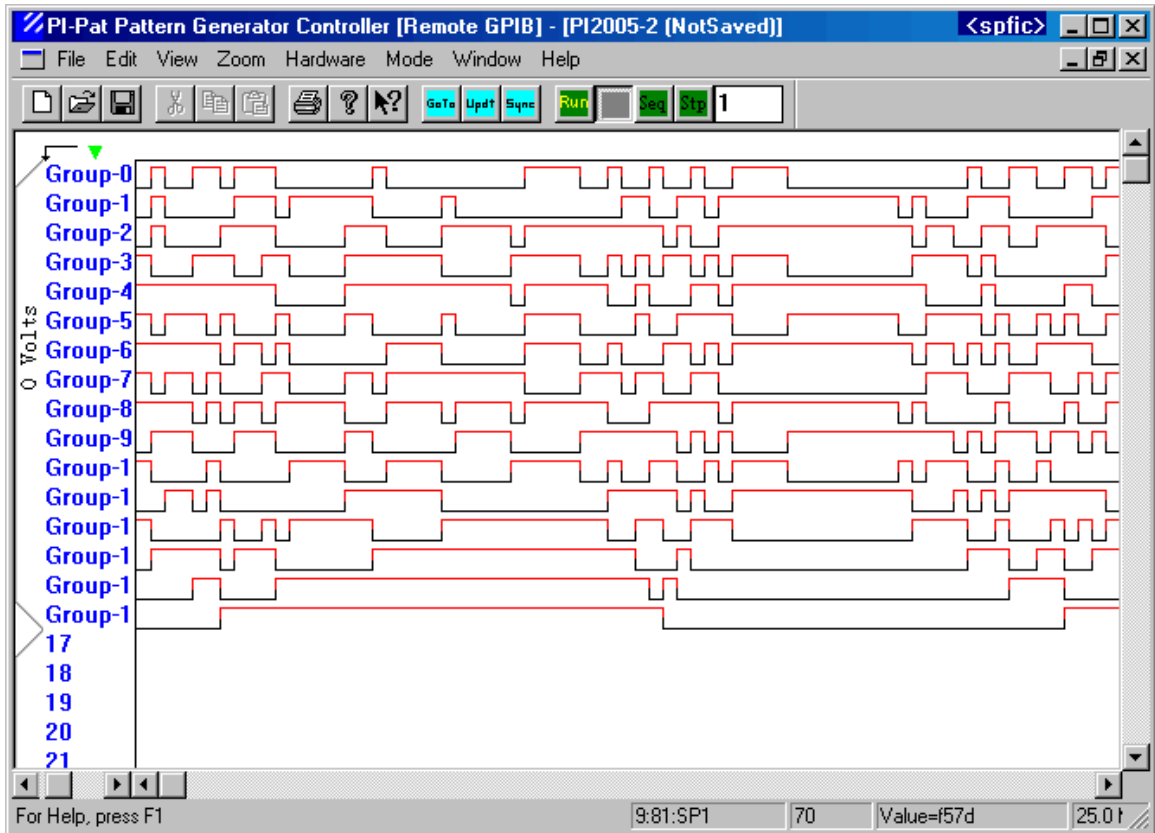 PI-Pat Pattern Generator Controller [Remote GPIB] - [PI2005-2 (NotSaved)] <spfic>
File Edit View Zoom Hardware Mode Window Help
GoTo Updt Sync Run Seq Stp 1
Group-0
Group-1
Group-2
Group-3
Group-4
Group-5
Group-6
Group-7
Group-8
Group-9
Group-1
Group-1
Group-1
Group-1
Group-1
Group-1
17
18
19
20
21
0 Volts
For Help, press F1 9:81:SP1 70 Value=f57d 25.0